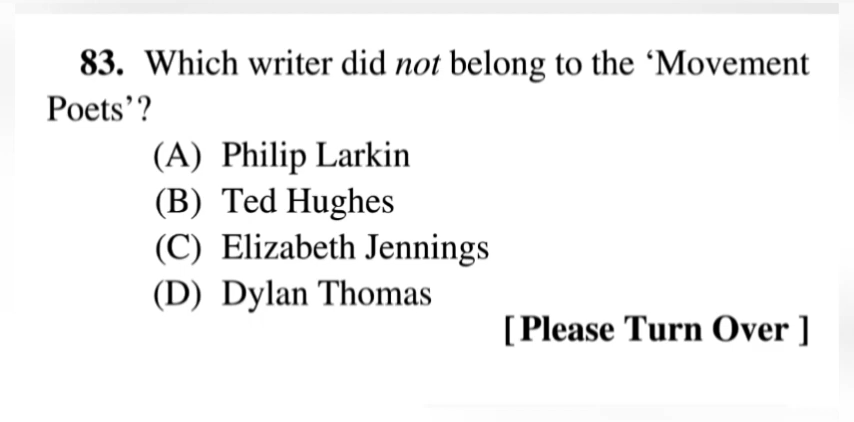 83. Which writer did not belong to the ‘Movement
Poets’?
(A) Philip Larkin
(B) Ted Hughes
(C) Elizabeth Jennings
(D) Dylan Thomas
[ Please Turn Over ]